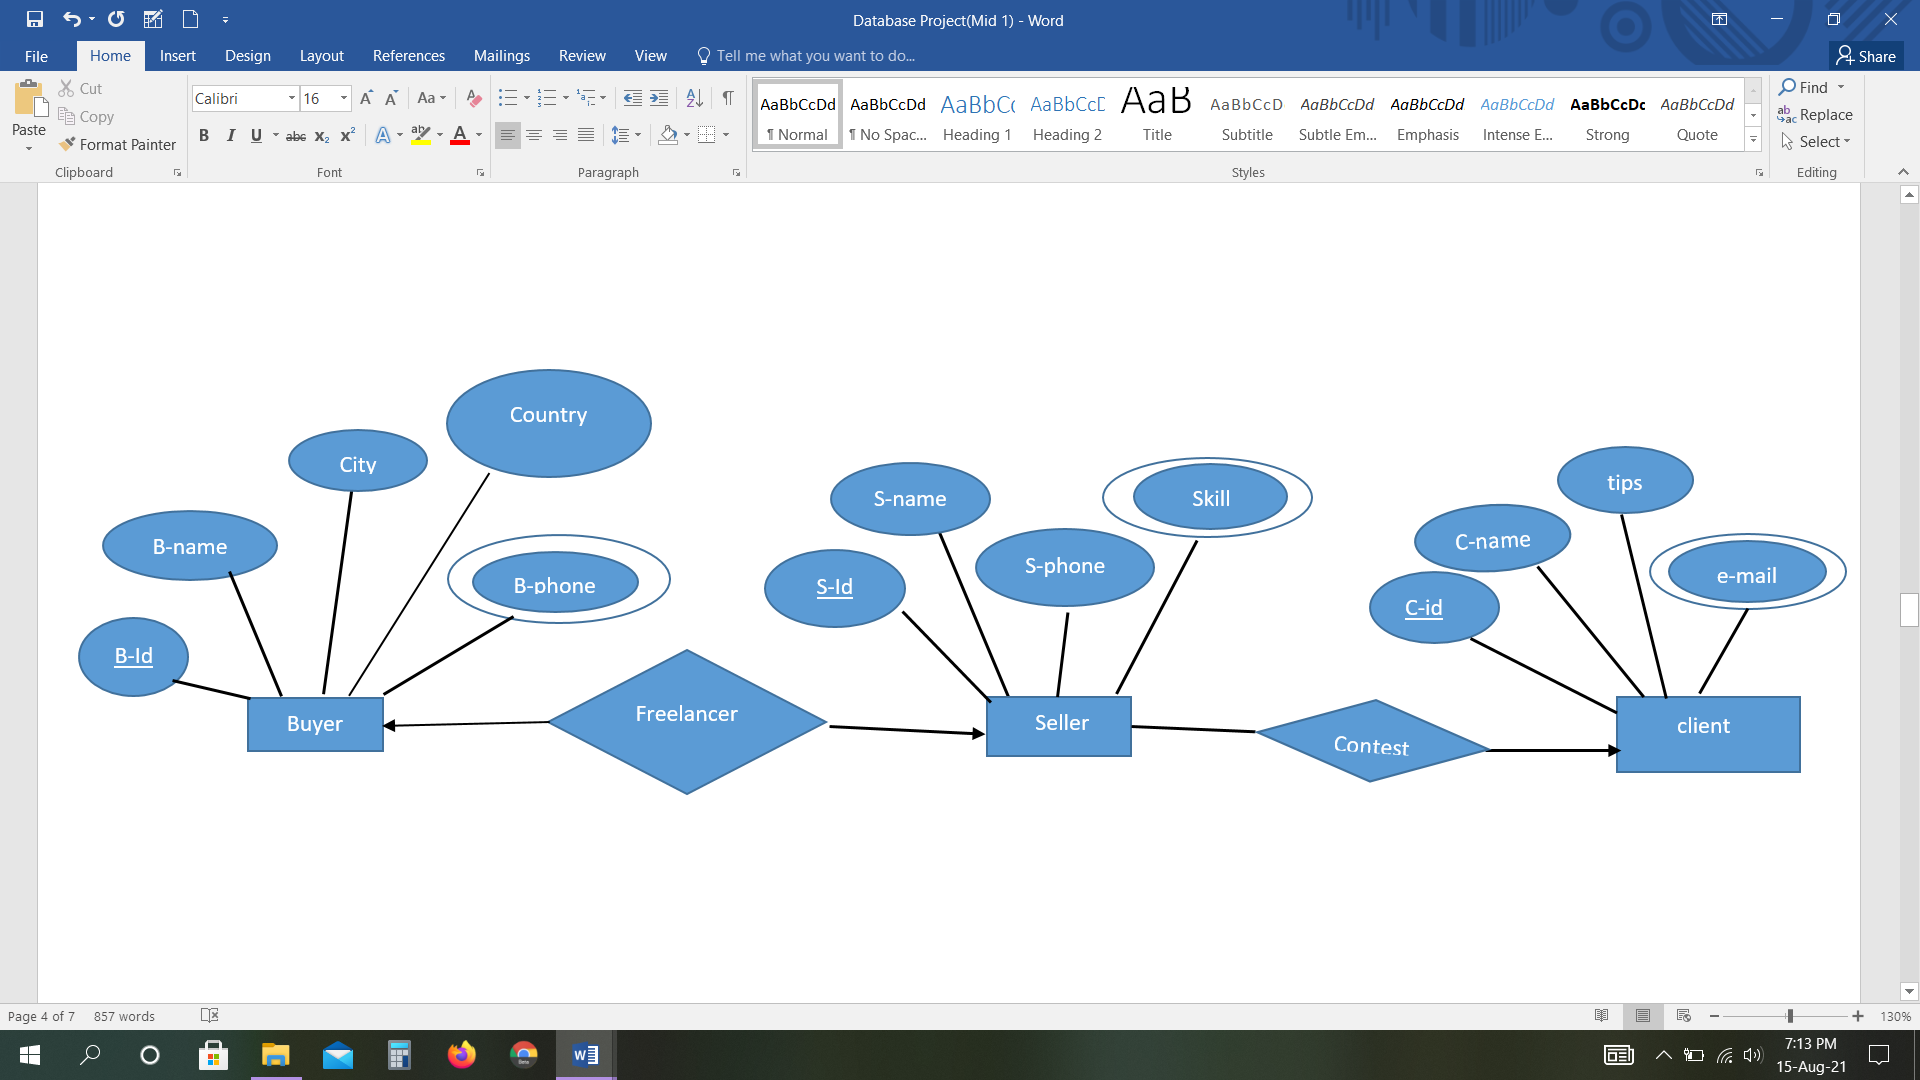 Database Project(Mid 1) - Word
File Home Insert Design Layout References Mailings Review View Tell me what you want to do... Share
Paste
Cut
Copy
Format Painter
Clipboard
Calibri 16
Font
Paragraph
AaBbCcDd AaBbCcDd AaBbCc AaBbCcD AaB AaBbCcD AaBbCcDd AaBbCcDd AaBbCcDd AaBbCcDc AaBbCcDd
¶ Normal ¶ No Spac... Heading 1 Heading 2 Title Subtitle Subtle Em... Emphasis Intense E... Strong Quote
Styles
Find
Replace
Select
Editing
Country
City
B-name
B-phone
B-Id
Buyer
Freelancer
S-name
Skill
S-phone
S-Id
Seller
Contest
tips
C-name
e-mail
C-id
client
Page 4 of 7 857 words
130%
7:13 PM
15-Aug-21